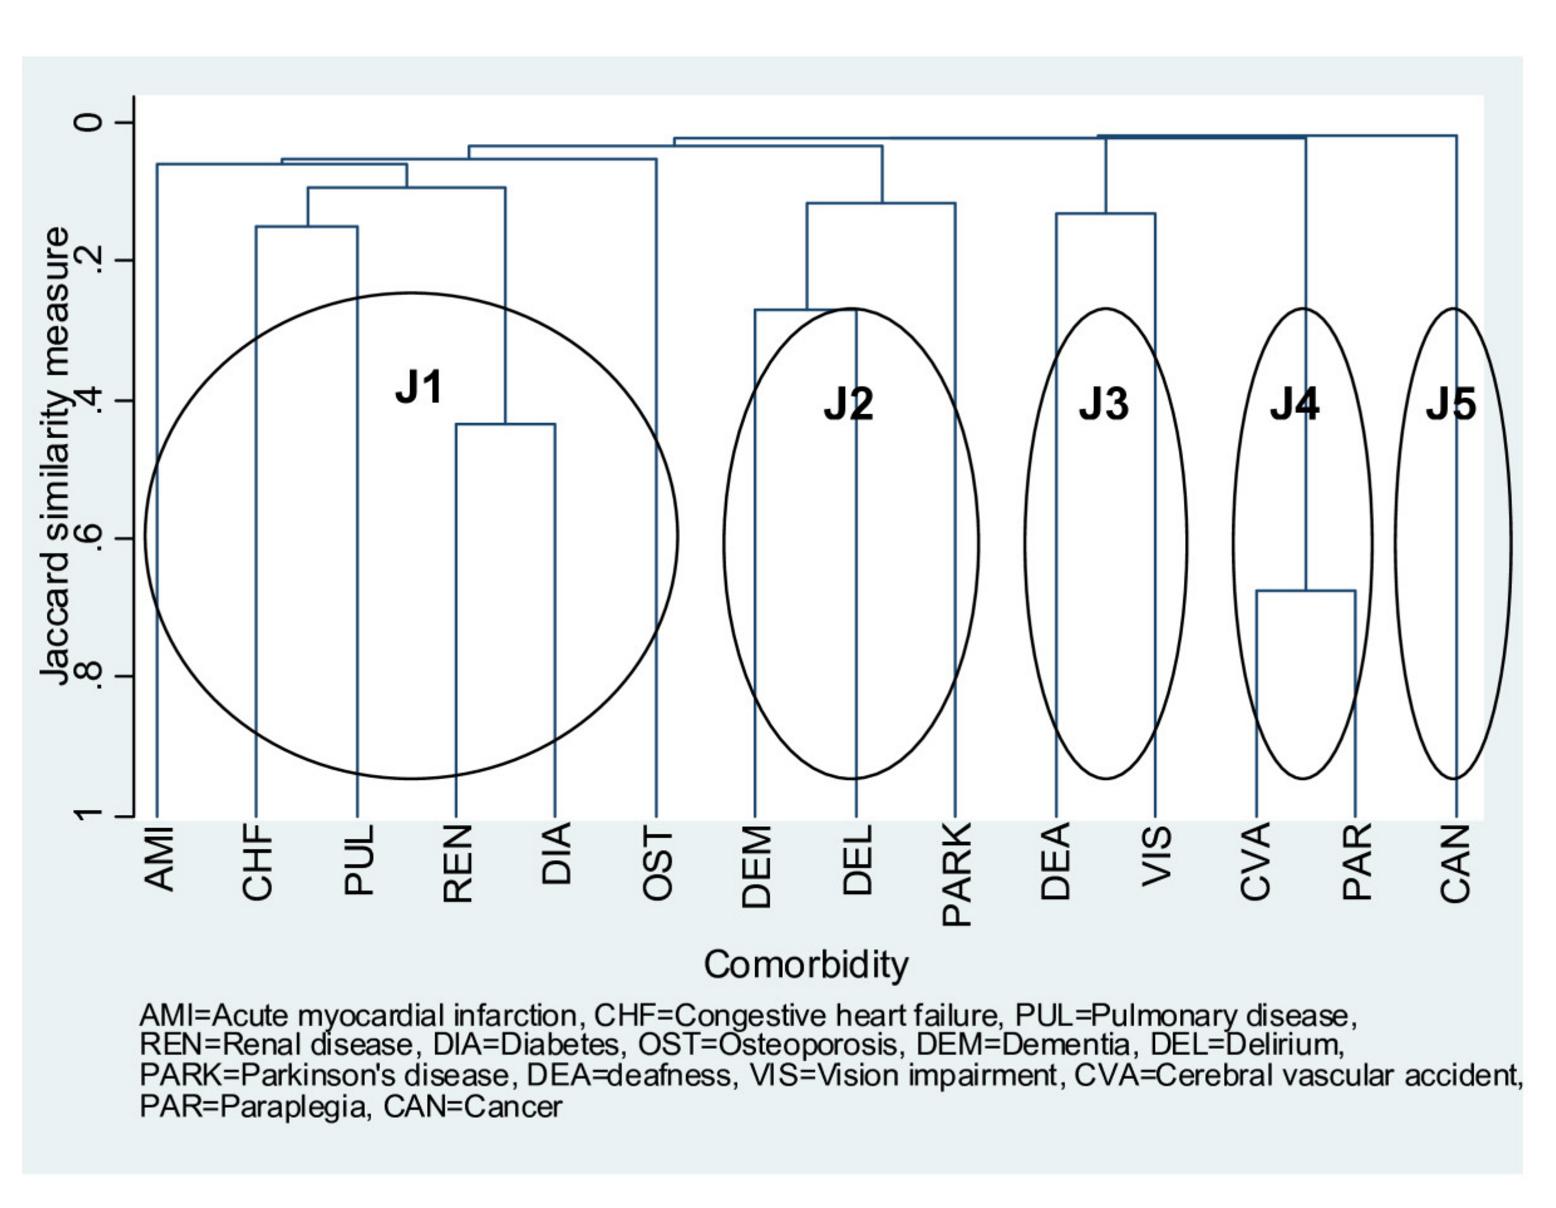 0
.2
.4
.6
.8
1
Jaccard similarity measure
J1
J2
J3
J4
J5
AMI
CHF
PUL
REN
DIA
OST
DEM
DEL
PARK
DEA
VIS
CVA
PAR
CAN
Comorbidity
AMI=Acute myocardial infarction, CHF=Congestive heart failure, PUL=Pulmonary disease,
REN=Renal disease, DIA=Diabetes, OST=Osteoporosis, DEM=Dementia, DEL=Delirium,
PARK=Parkinson's disease, DEA=deafness, VIS=Vision impairment, CVA=Cerebral vascular accident,
PAR=Paraplegia, CAN=Cancer